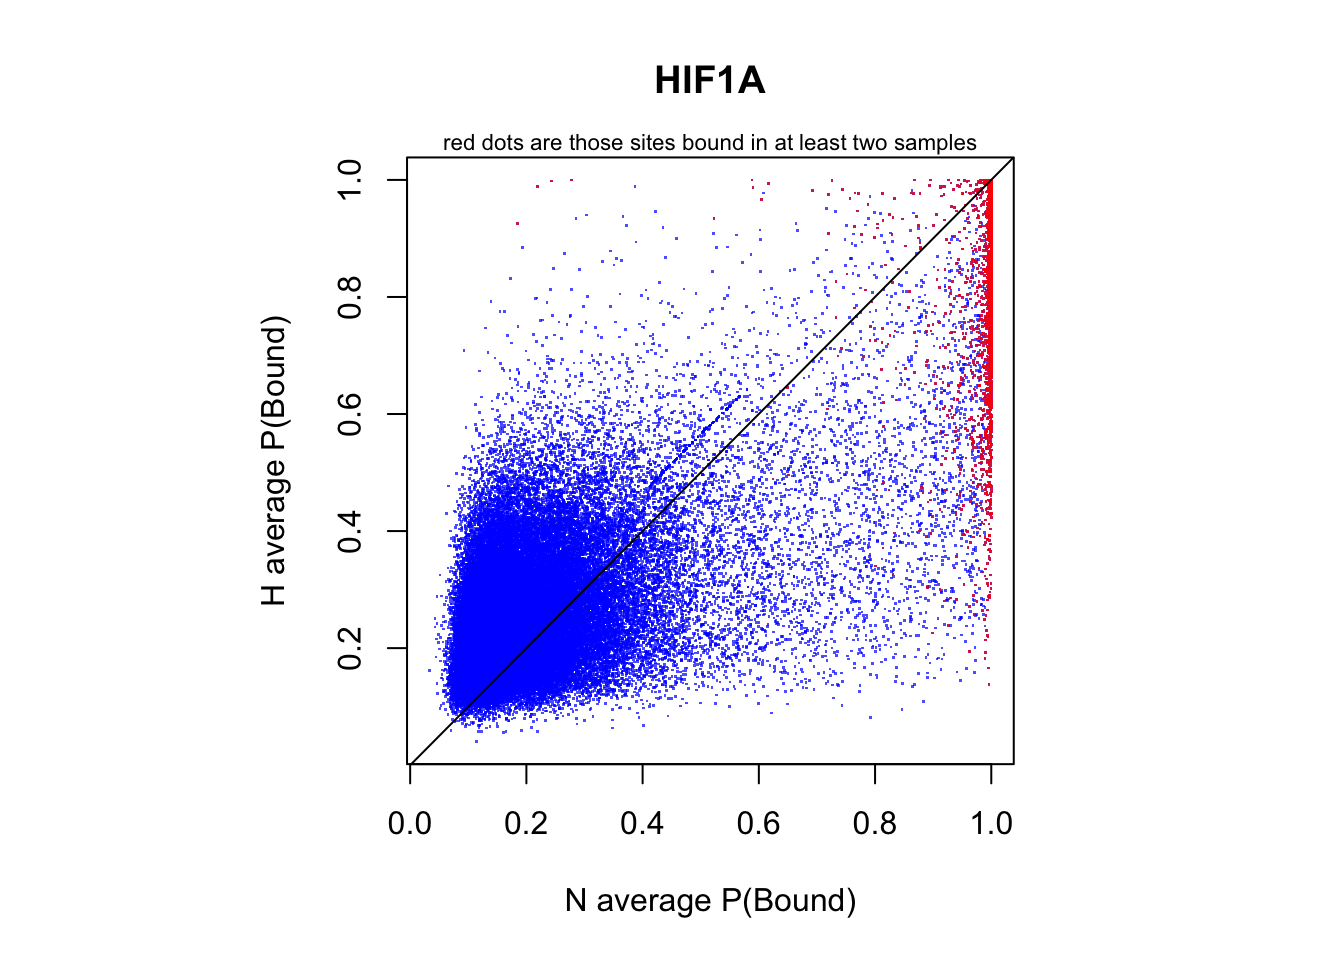 HIF1A
red dots are those sites bound in at least two samples
H average P(Bound)
1.0
0.8
0.6
0.4
0.2
0.0 0.2 0.4 0.6 0.8 1.0
N average P(Bound)